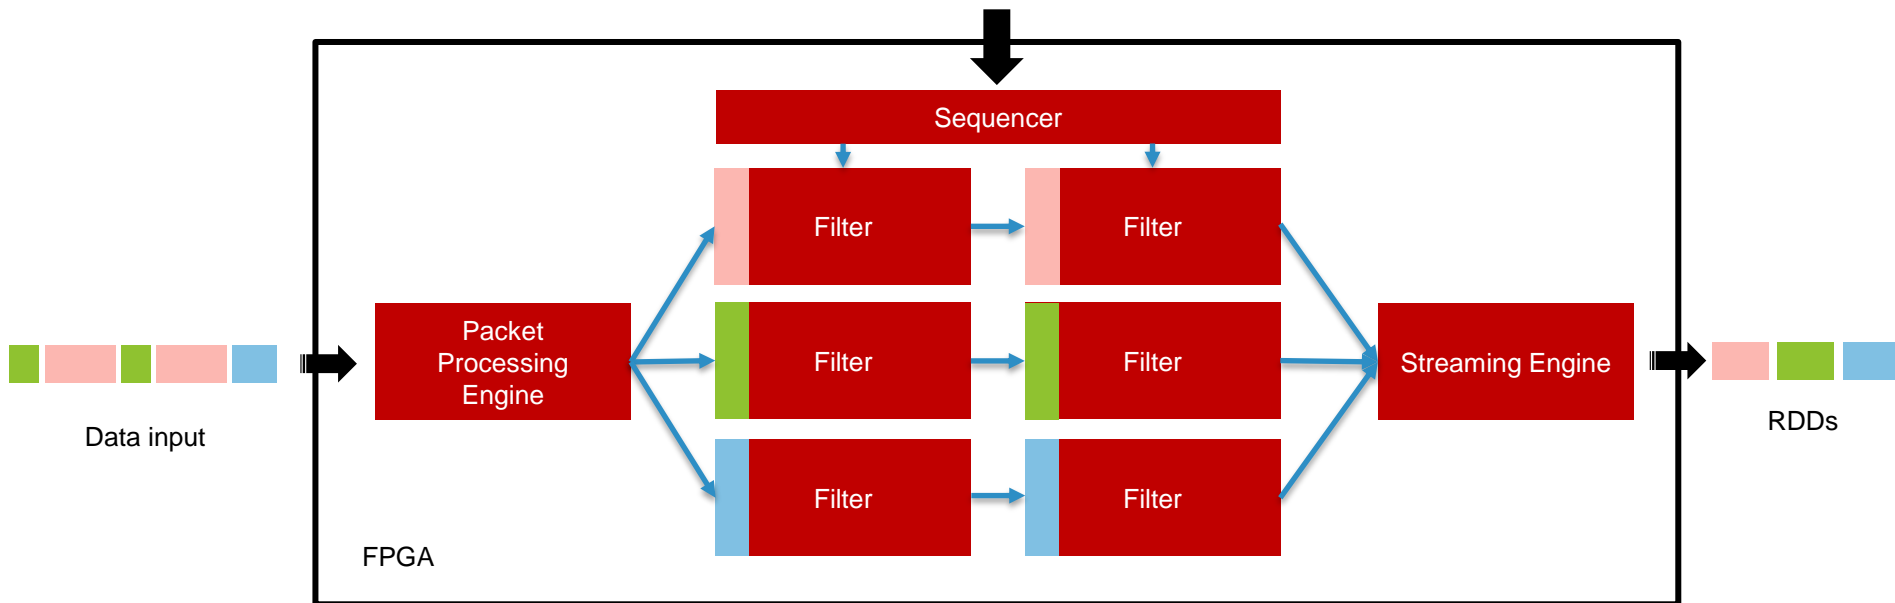 Sequencer
Filter
Filter
Packet
Processing
Engine
Filter
Filter
Streaming Engine
Data input
RDDs
Filter
Filter
FPGA